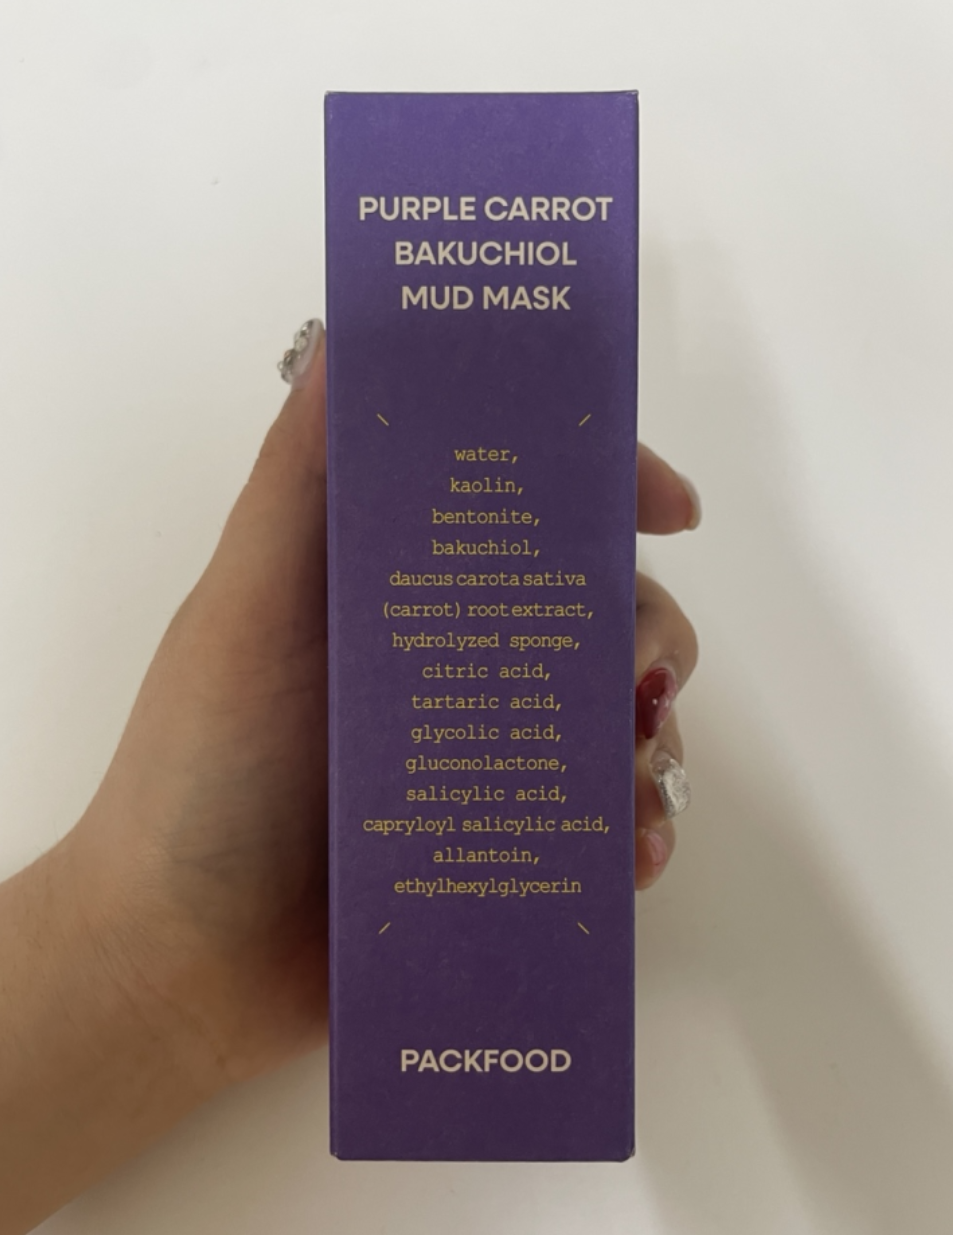 PURPLE CARROT
BAKUCHIOL
MUD MASK
water,
kaolin,
bentonite,
bakuchiol,
daucus carota sativa
(carrot) root extract,
hydrolyzed sponge,
citric acid,
tartaric acid,
glycolic acid,
gluconolactone,
salicylic acid,
capryloyl salicylic acid,
allantoin,
ethylhexylglycerin
PACKFOOD